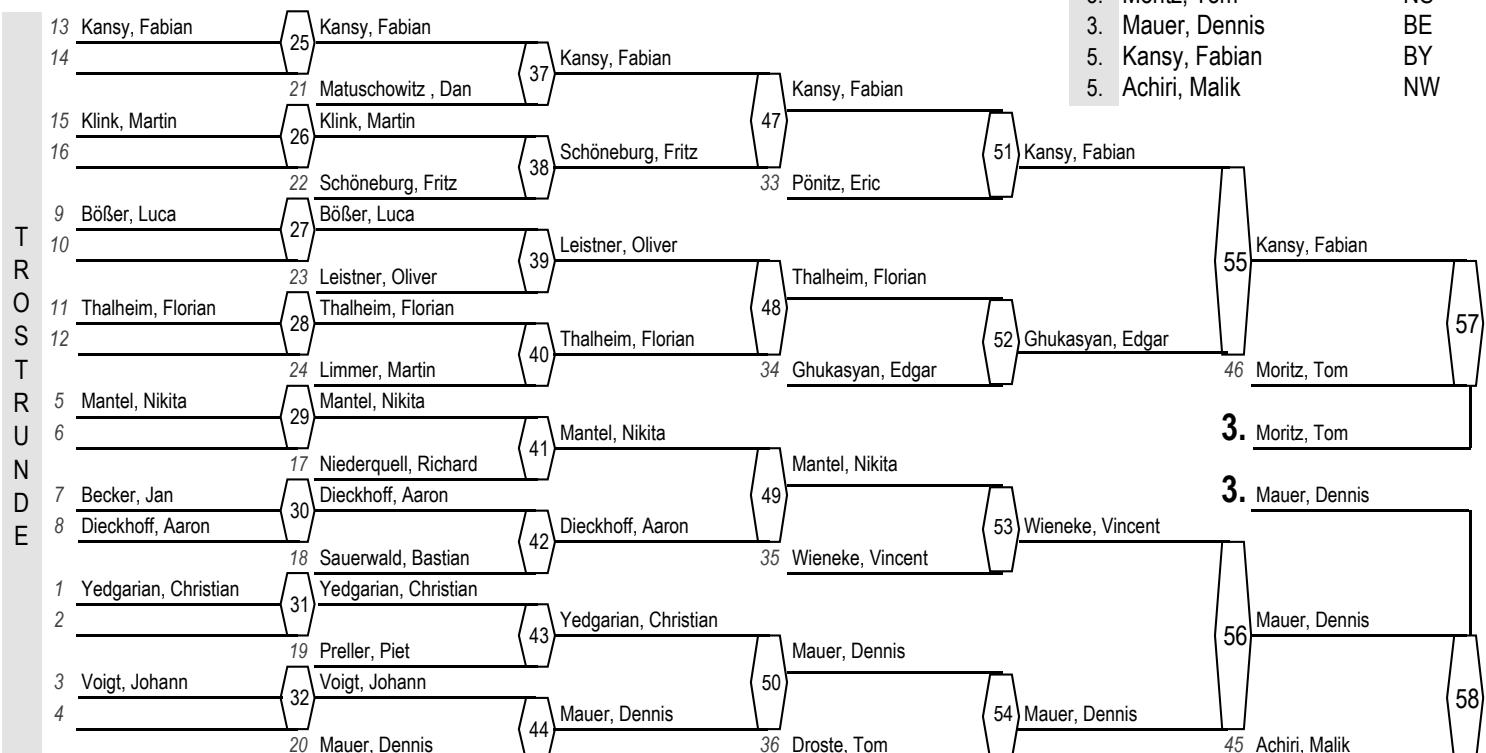 3. Moritz, Tom NS
3. Mauer, Dennis BE
5. Kansy, Fabian BY
5. Achiri, Malik NW
TROSTRUNDE
13 Kansy, Fabian 25 Kansy, Fabian
14 37 Kansy, Fabian
21 Matuschowitz , Dan 47 Kansy, Fabian
15 Klink, Martin 26 Klink, Martin
16 38 Schöneburg, Fritz 51 Kansy, Fabian
22 Schöneburg, Fritz 33 Pönitz, Eric
9 Bößer, Luca 27 Bößer, Luca
10 39 Leistner, Oliver 55 Kansy, Fabian
23 Leistner, Oliver 48 Thalheim, Florian
11 Thalheim, Florian 28 Thalheim, Florian 57
12 40 Thalheim, Florian 52 Ghukasyan, Edgar
24 Limmer, Martin 34 Ghukasyan, Edgar 46 Moritz, Tom
5 Mantel, Nikita 29 Mantel, Nikita
6 41 Mantel, Nikita 3. Moritz, Tom
17 Niederquell, Richard 49 Mantel, Nikita
7 Becker, Jan 30 Dieckhoff, Aaron 3. Mauer, Dennis
8 Dieckhoff, Aaron 42 Dieckhoff, Aaron 53 Wieneke, Vincent
18 Sauerwald, Bastian 35 Wieneke, Vincent
1 Yedgarian, Christian 31 Yedgarian, Christian
2 43 Yedgarian, Christian 56 Mauer, Dennis
19 Preller, Piet 50 Mauer, Dennis
3 Voigt, Johann 32 Voigt, Johann 58
4 44 Mauer, Dennis 54 Mauer, Dennis
20 Mauer, Dennis 36 Droste, Tom 45 Achiri, Malik